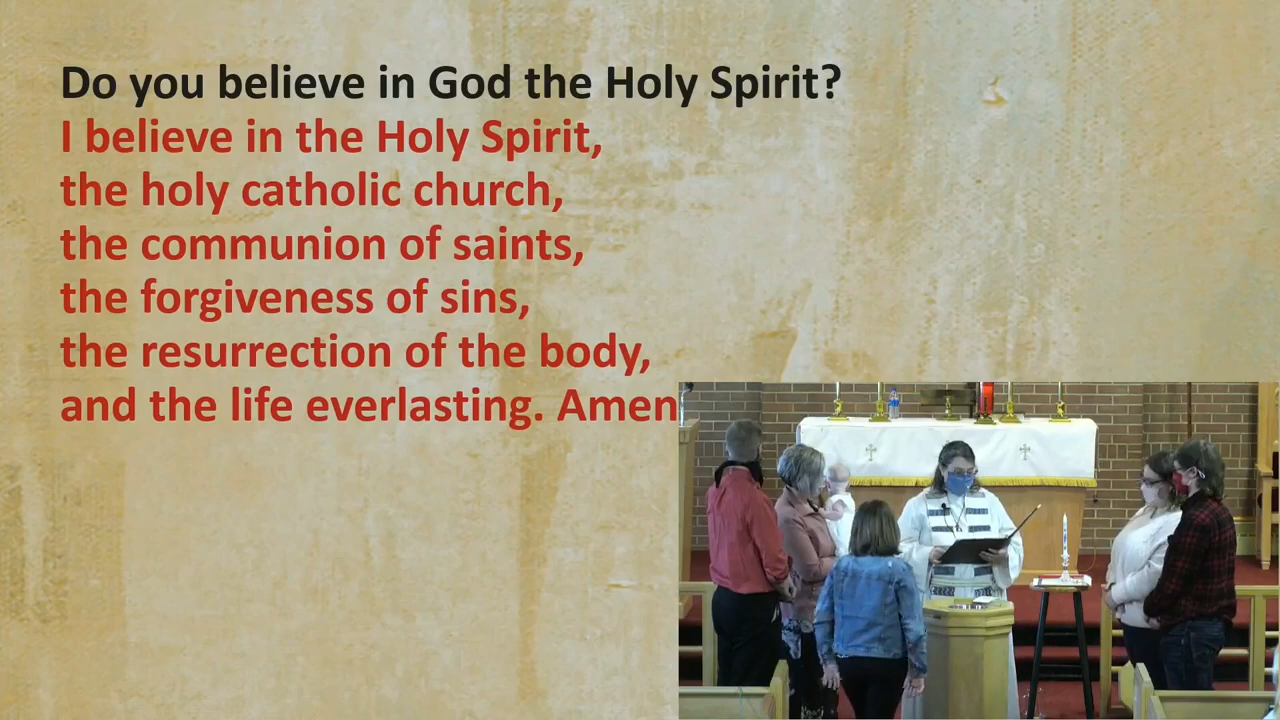 Do you believe in God the Holy Spirit?
I believe in the Holy Spirit,
the holy catholic church,
the communion of saints,
the forgiveness of sins,
the resurrection of the body,
and the life everlasting. Amen